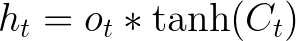 h_t = o_t * tanh(C_t)